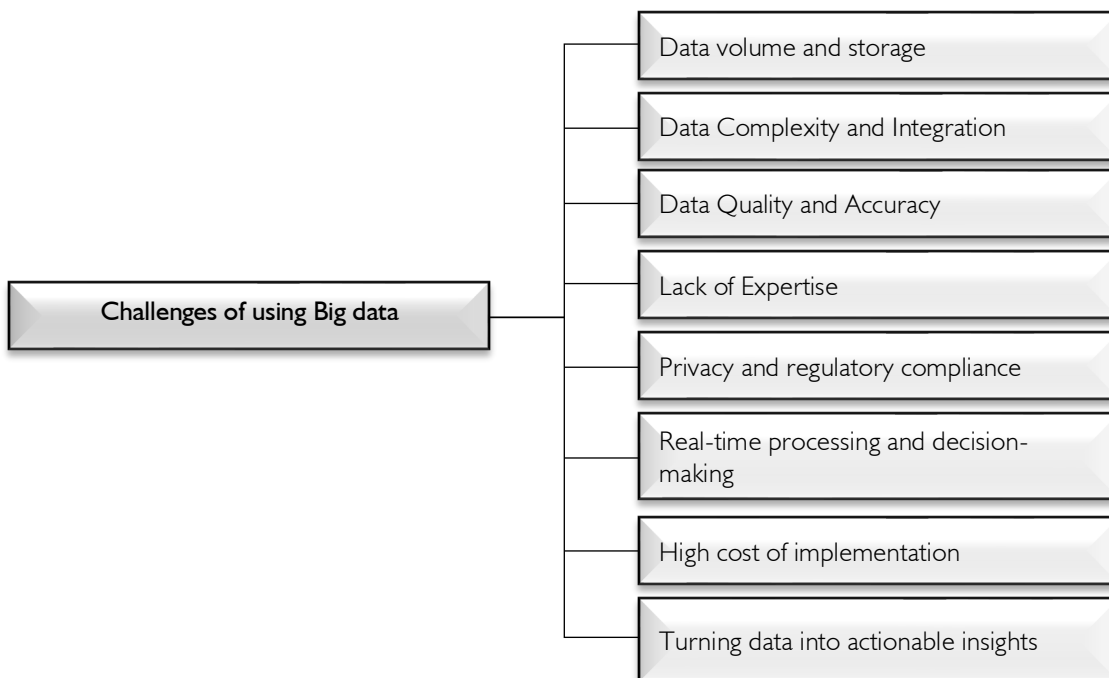 Data volume and storage
Data Complexity and Integration
Data Quality and Accuracy
Lack of Expertise
Challenges of using Big data
Privacy and regulatory compliance
Real-time processing and decision-
making
High cost of implementation
Turning data into actionable insights